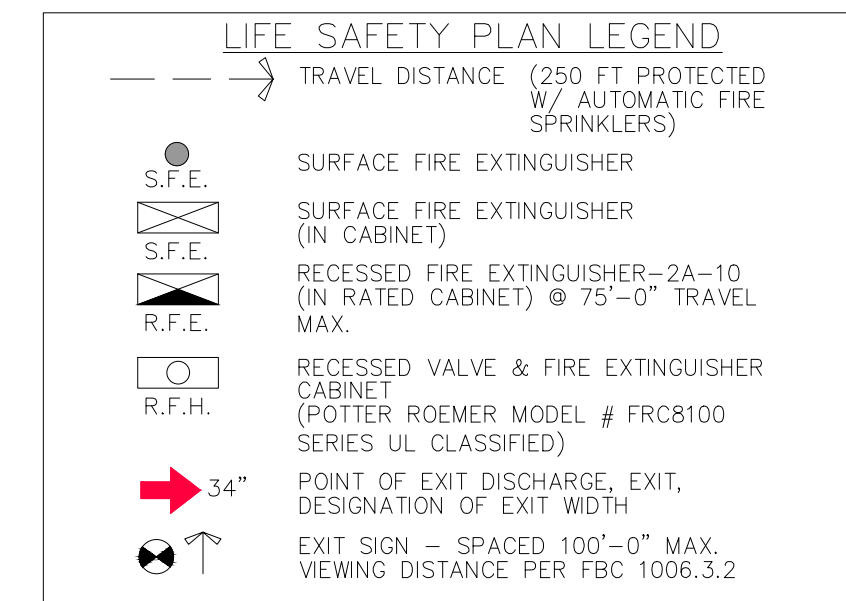 LIFE SAFETY PLAN LEGEND
TRAVEL DISTANCE (250 FT PROTECTED
W/ AUTOMATIC FIRE
SPRINKLERS)
S.F.E.
SURFACE FIRE EXTINGUISHER
S.F.E.
SURFACE FIRE EXTINGUISHER
(IN CABINET)
R.F.E.
RECESSED FIRE EXTINGUISHER-2A-10
(IN RATED CABINET) @ 75'-0" TRAVEL
MAX.
R.F.H.
RECESSED VALVE & FIRE EXTINGUISHER
CABINET
(POTTER ROEMER MODEL # FRC8100
SERIES UL CLASSIFIED)
34"
POINT OF EXIT DISCHARGE, EXIT,
DESIGNATION OF EXIT WIDTH
EXIT SIGN - SPACED 100'-0" MAX.
VIEWING DISTANCE PER FBC 1006.3.2